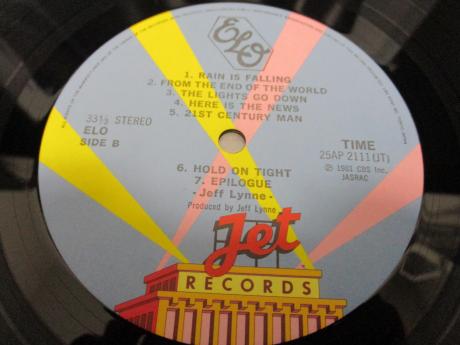 ELO
1. RAIN IS FALLING
2. FROM THE END OF THE WORLD
3. THE LIGHTS GO DOWN
4. HERE IS THE NEWS
5. 21ST CENTURY MAN
33⅓ STEREO
ELO
SIDE B
TIME
25AP 2111(JT)
Ⓟ 1981 CBS Inc.
JASRAC
6. HOLD ON TIGHT
7. EPILOGUE
- Jeff Lynne -
Produced by Jeff Lynne
Jet
RECORDS